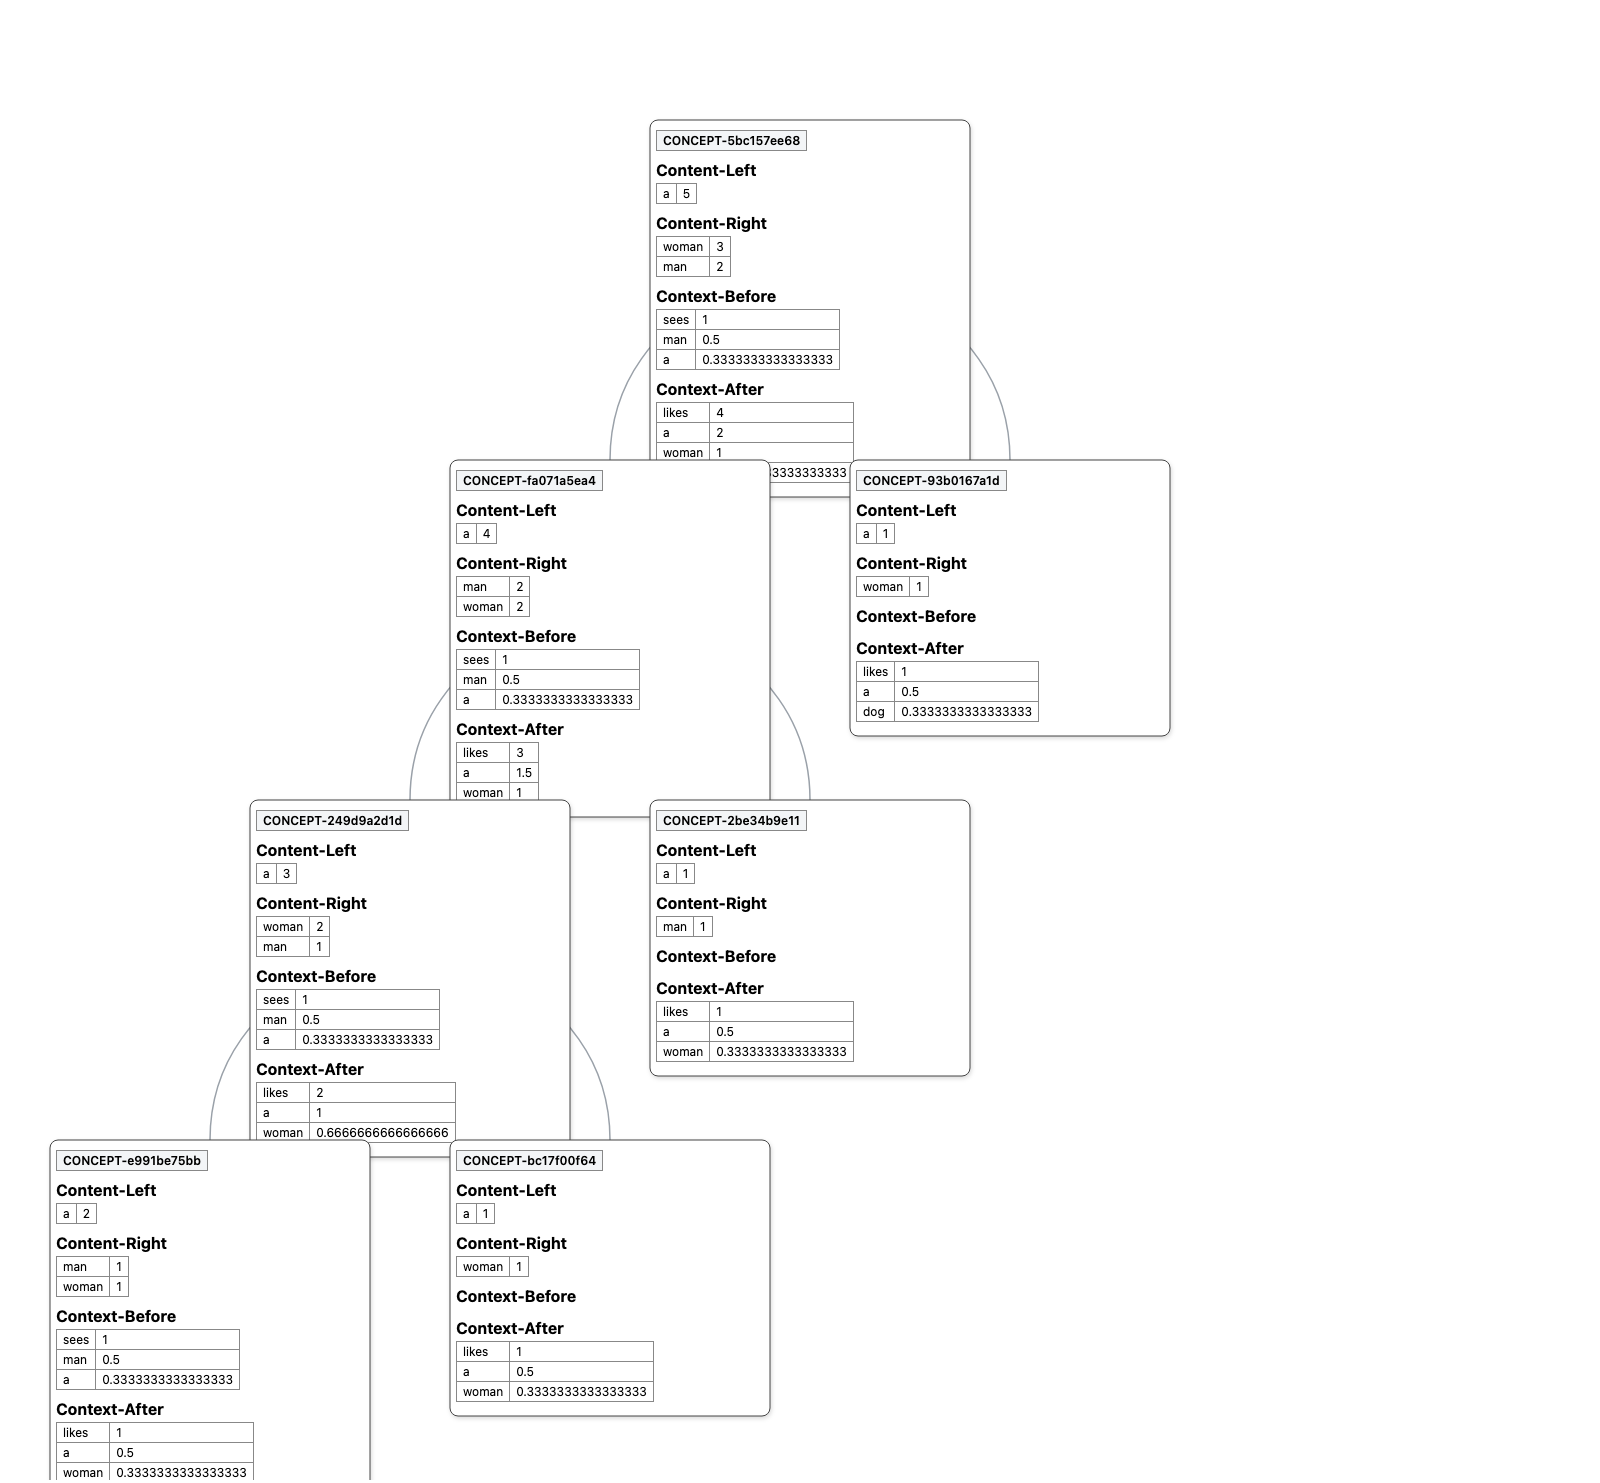 CONCEPT-5bc157ee68
Content-Left
a 5
Content-Right
woman 3
man 2
Context-Before
sees 1
man 0.5
a 0.3333333333333333
Context-After
likes 4
a 2
woman 1
CONCEPT-fa071a5ea4
Content-Left
a 4
Content-Right
man 2
woman 2
Context-Before
sees 1
man 0.5
a 0.3333333333333333
Context-After
likes 3
a 1.5
woman 1
CONCEPT-93b0167a1d
Content-Left
a 1
Content-Right
woman 1
Context-Before
Context-After
likes 1
a 0.5
dog 0.3333333333333333
CONCEPT-249d9a2d1d
Content-Left
a 3
Content-Right
woman 2
man 1
Context-Before
sees 1
man 0.5
a 0.3333333333333333
Context-After
likes 2
a 1
woman 0.6666666666666666
CONCEPT-2be34b9e11
Content-Left
a 1
Content-Right
man 1
Context-Before
Context-After
likes 1
a 0.5
woman 0.3333333333333333
CONCEPT-e991be75bb
Content-Left
a 2
Content-Right
man 1
woman 1
Context-Before
sees 1
man 0.5
a 0.3333333333333333
Context-After
likes 1
a 0.5
woman 0.3333333333333333
CONCEPT-bc17f00f64
Content-Left
a 1
Content-Right
woman 1
Context-Before
Context-After
likes 1
a 0.5
woman 0.3333333333333333